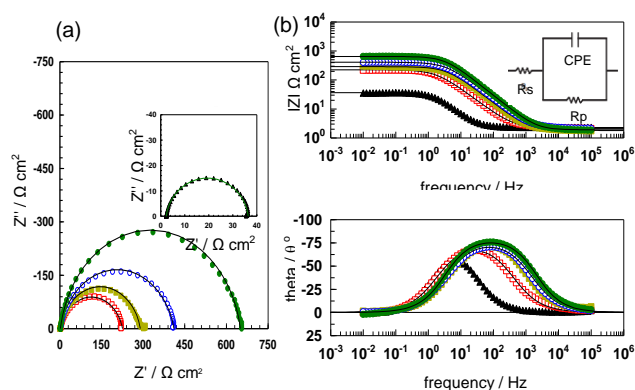 (a)
-750
-600
-450
-300
-150
0
Z'' / Ω cm²
0 150 300 450 600 750
Z' / Ω cm²
-40
-30
-20
-10
0
Z'' / Ω cm²
0 20 40
Z' / Ω cm²
(b)
10⁴
10³
10²
10¹
10⁰
|Z| Ω cm²
CPE
Rs
Rp
10⁻³ 10⁻² 10⁻¹ 10⁰ 10¹ 10² 10³ 10⁴ 10⁵ 10⁶
frequency / Hz
-100
-75
-50
-25
0
25
theta / θ°
10⁻³ 10⁻² 10⁻¹ 10⁰ 10¹ 10² 10³ 10⁴ 10⁵ 10⁶
frequency / Hz